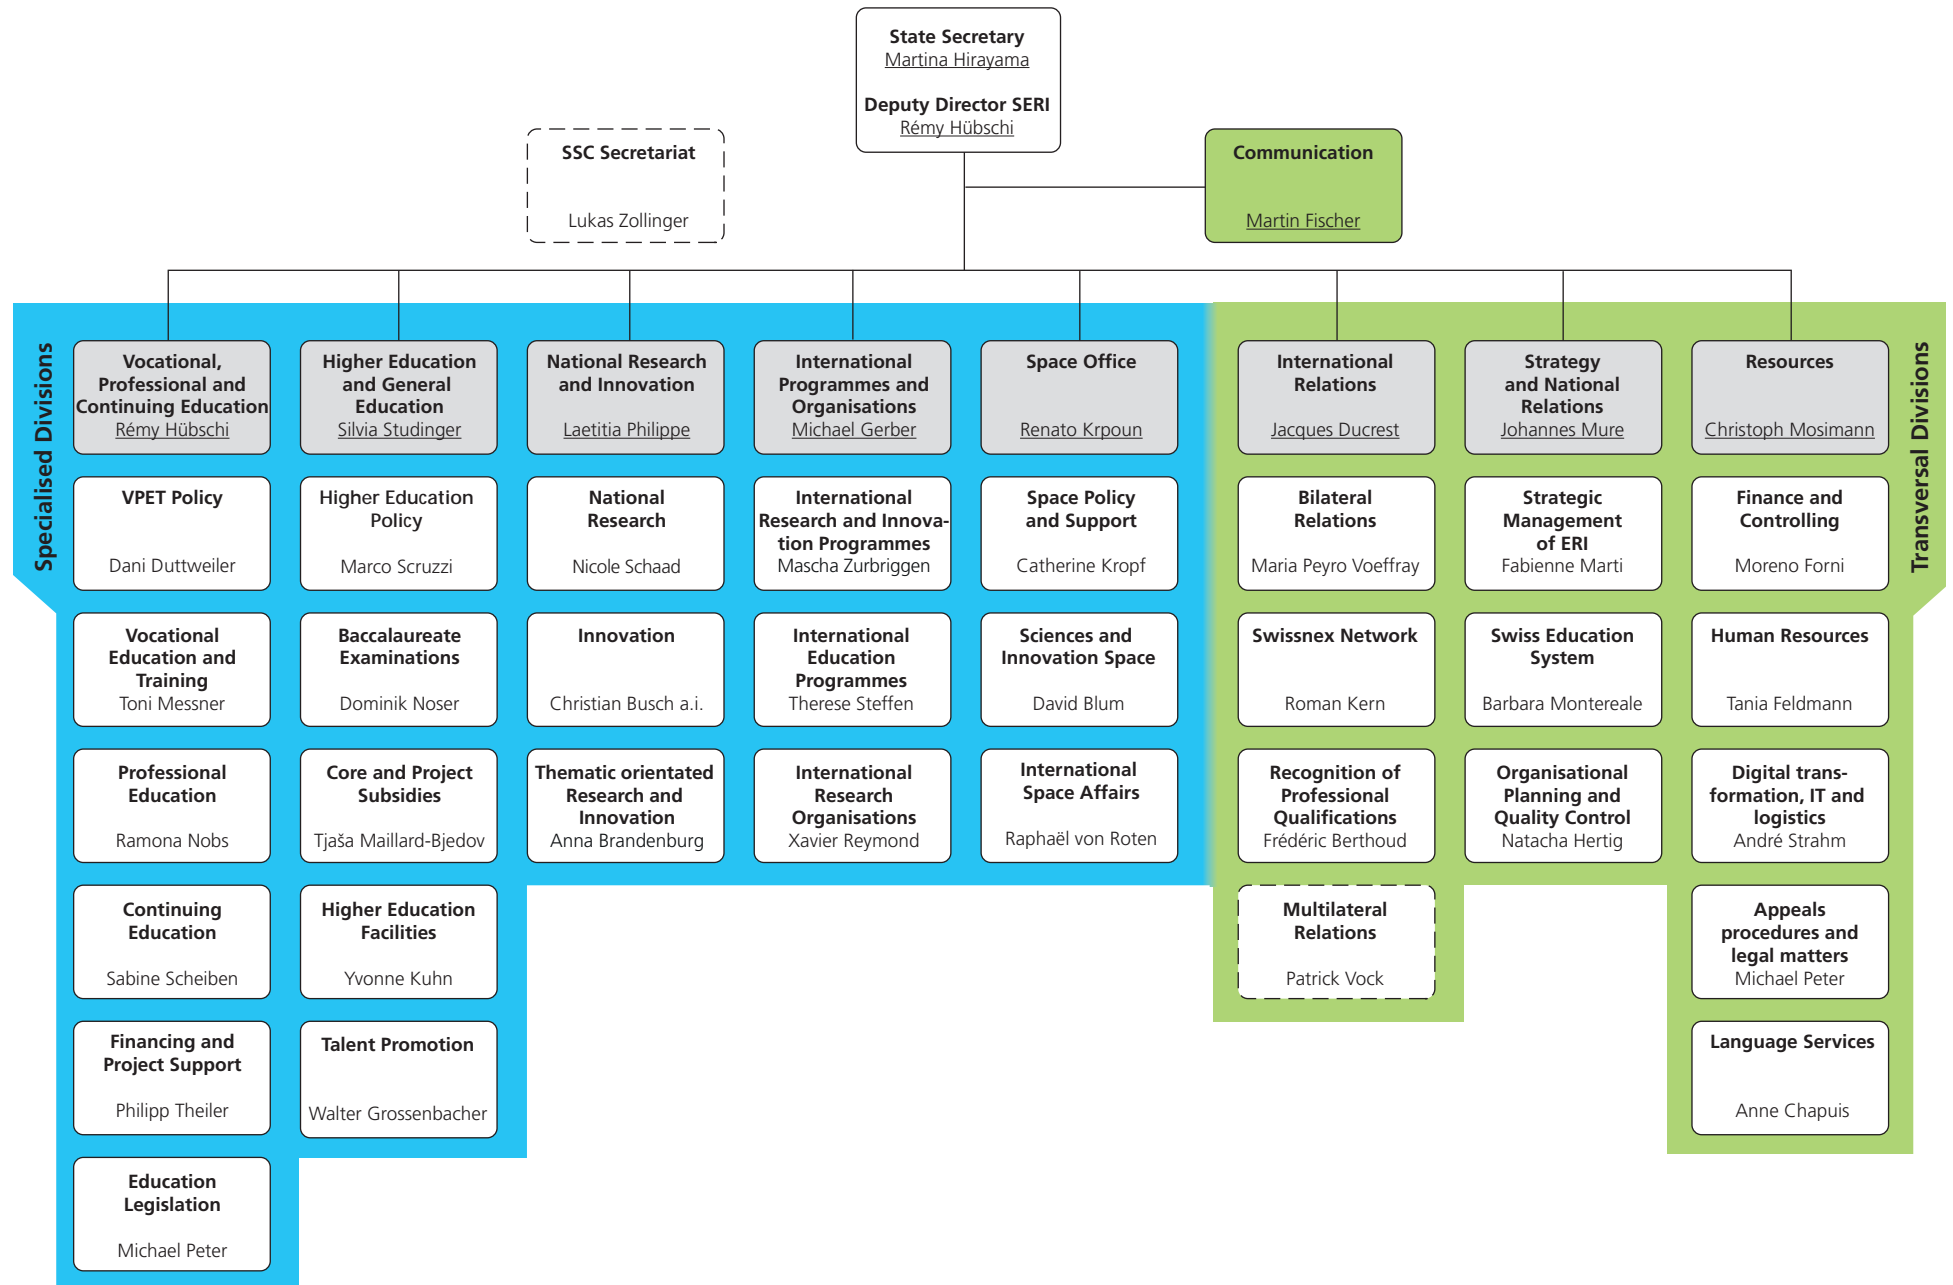 State Secretary
Martina Hirayama
Deputy Director SERI
Rémy Hübschi
SSC Secretariat
Lukas Zollinger
Communication
Martin Fischer
Specialised Divisions
Vocational,
Professional and
Continuing Education
Rémy Hübschi
VPET Policy
Dani Duttweiler
Vocational
Education and
Training
Toni Messner
Professional
Education
Ramona Nobs
Continuing
Education
Sabine Scheiben
Financing and
Project Support
Philipp Theiler
Education
Legislation
Michael Peter
Higher Education
and General
Education
Silvia Studinger
Higher Education
Policy
Marco Scruzzi
Baccalaureate
Examinations
Dominik Noser
Core and Project
Subsidies
Tjaša Maillard-Bjedov
Higher Education
Facilities
Yvonne Kuhn
Talent Promotion
Walter Grossenbacher
National Research
and Innovation
Laetitia Philippe
National
Research
Nicole Schaad
Innovation
Christian Busch a.i.
Thematic orientated
Research and
Innovation
Anna Brandenburg
International
Programmes and
Organisations
Michael Gerber
International
Research and Innova-
tion Programmes
Mascha Zurbriggen
International
Education
Programmes
Therese Steffen
International
Research
Organisations
Xavier Reymond
Space Office
Renato Krpoun
Space Policy
and Support
Catherine Kropf
Sciences and
Innovation Space
David Blum
International
Space Affairs
Raphaël von Roten
International
Relations
Jacques Ducrest
Bilateral
Relations
Maria Peyro Voeffray
Swissnex Network
Roman Kern
Recognition of
Professional
Qualifications
Frédéric Berthoud
Multilateral
Relations
Patrick Vock
Strategy
and National
Relations
Johannes Mure
Strategic
Management
of ERI
Fabienne Marti
Swiss Education
System
Barbara Montereale
Organisational
Planning and
Quality Control
Natacha Hertig
Resources
Christoph Mosimann
Finance and
Controlling
Moreno Forni
Human Resources
Tania Feldmann
Digital trans-
formation, IT and
logistics
André Strahm
Appeals
procedures and
legal matters
Michael Peter
Language Services
Anne Chapuis
Transversal Divisions